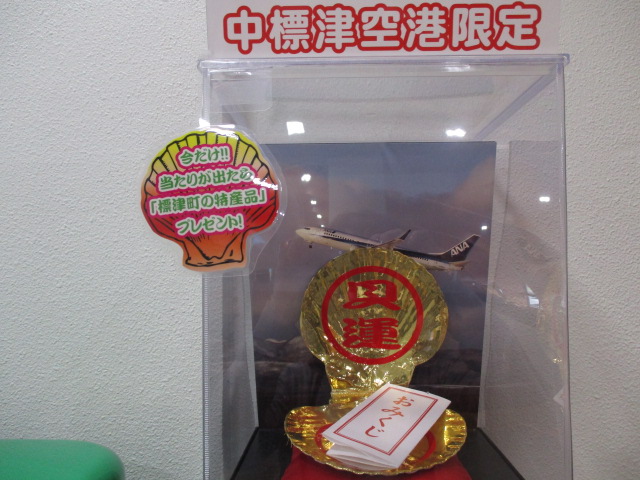 中標津空港限定
今だけ!!
当たりが出たら
「標津町の特産品」
プレゼント!
ANA
貝運
おみくじ